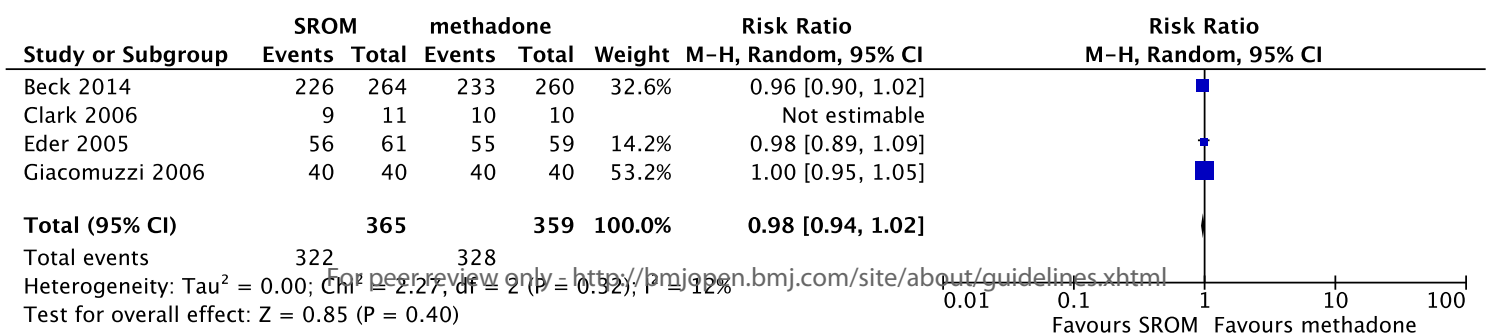 SROM methadone Risk Ratio Risk Ratio
Study or Subgroup Events Total Events Total Weight M-H, Random, 95% CI M-H, Random, 95% CI
Beck 2014 226 264 233 260 32.6% 0.96 [0.90, 1.02]
Clark 2006 9 11 10 10 Not estimable
Eder 2005 56 61 55 59 14.2% 0.98 [0.89, 1.09]
Giacomuzzi 2006 40 40 40 40 53.2% 1.00 [0.95, 1.05]
Total (95% CI) 365 359 100.0% 0.98 [0.94, 1.02]
Total events 322 328
For peer review only - http://bmjopen.bmj.com/site/about/guidelines.xhtml
Heterogeneity: Tau² = 0.00; Chi² = 2.27, df = 2 (P = 0.32); I² = 12%
Test for overall effect: Z = 0.85 (P = 0.40)
0.01 0.1 1 10 100
Favours SROM Favours methadone